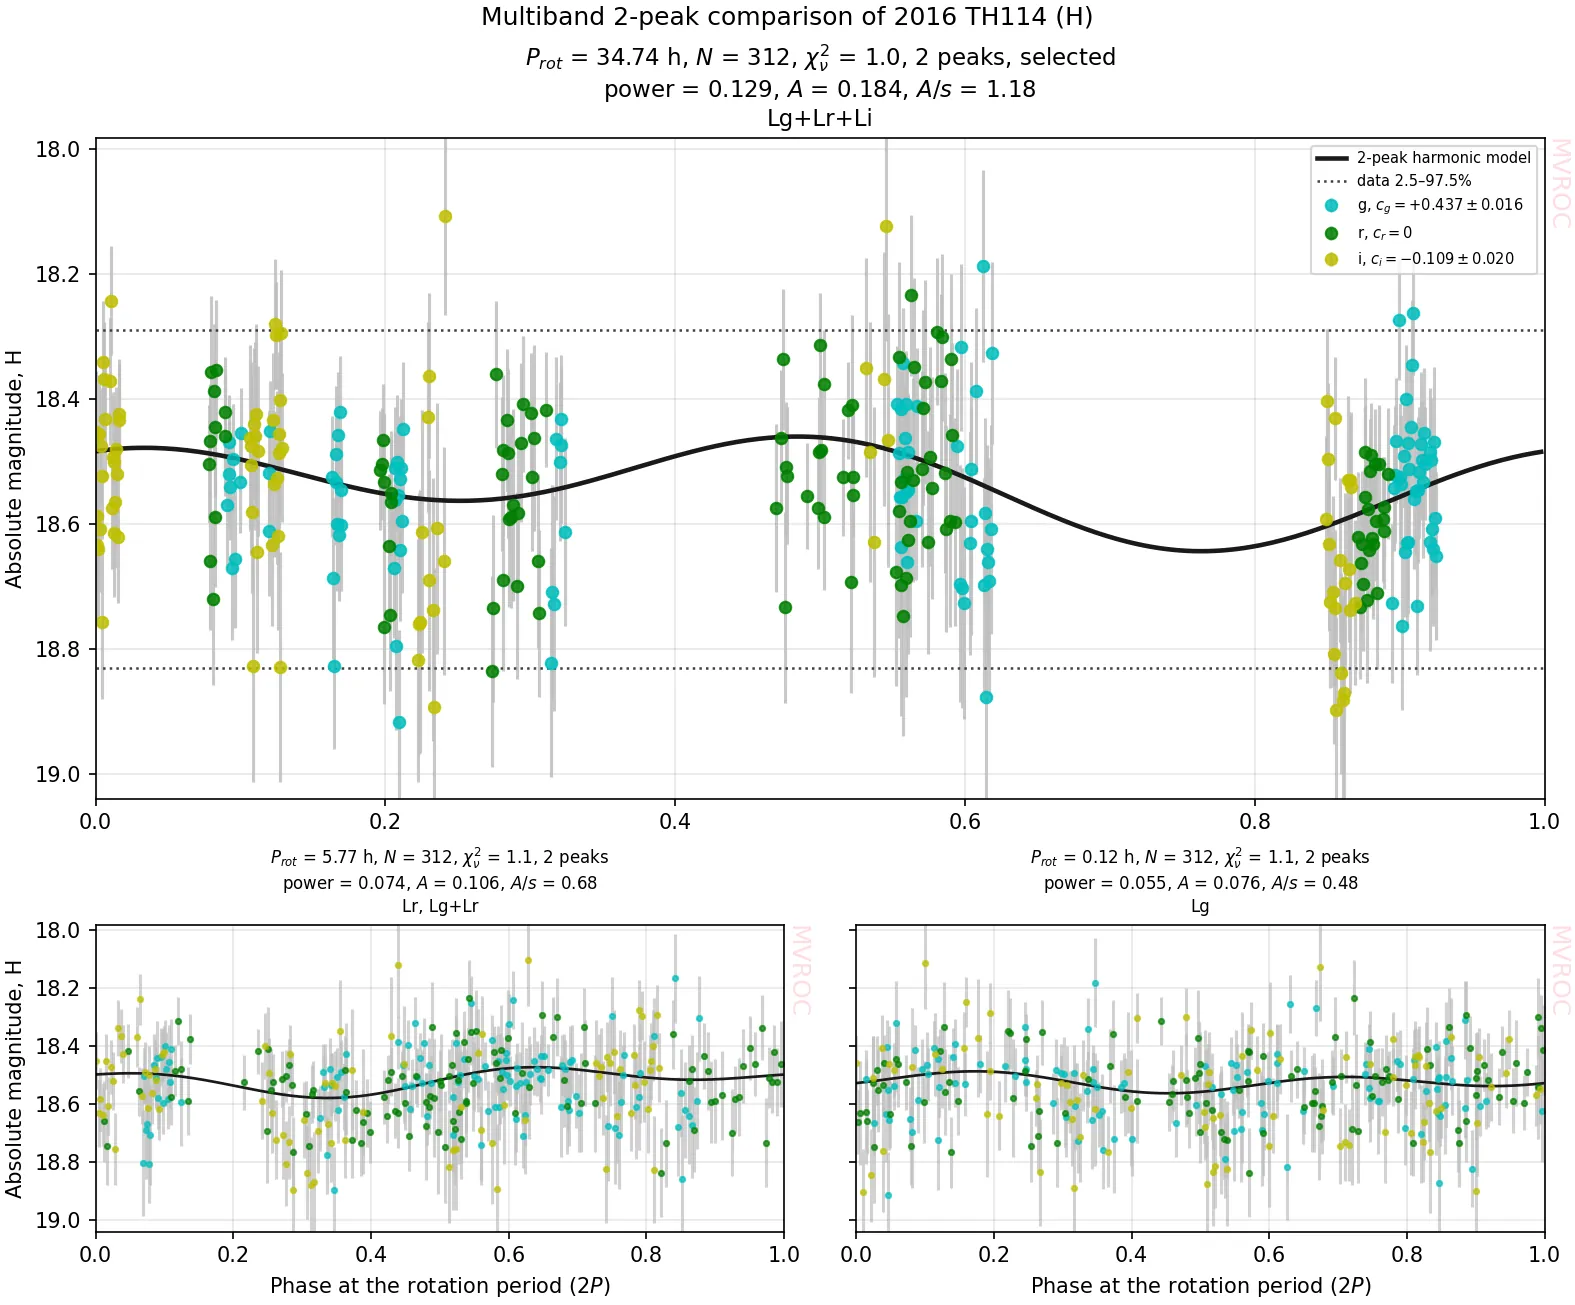 Multiband 2-peak comparison of 2016 TH114 (H)
P_rot = 34.74 h, N = 312, χ²_ν = 1.0, 2 peaks, selected
power = 0.129, A = 0.184, A/s = 1.18
Lg+Lr+Li
2-peak harmonic model
data 2.5–97.5%
g, c_g = +0.437 ± 0.016
r, c_r = 0
i, c_i = −0.109 ± 0.020
MVROC
Absolute magnitude, H
18.0
18.2
18.4
18.6
18.8
19.0
0.0 0.2 0.4 0.6 0.8 1.0
P_rot = 5.77 h, N = 312, χ²_ν = 1.1, 2 peaks
power = 0.074, A = 0.106, A/s = 0.68
Lr, Lg+Lr
MVROC
Absolute magnitude, H
18.0
18.2
18.4
18.6
18.8
19.0
0.0 0.2 0.4 0.6 0.8 1.0
Phase at the rotation period (2P)
P_rot = 0.12 h, N = 312, χ²_ν = 1.1, 2 peaks
power = 0.055, A = 0.076, A/s = 0.48
Lg
MVROC
0.0 0.2 0.4 0.6 0.8 1.0
Phase at the rotation period (2P)